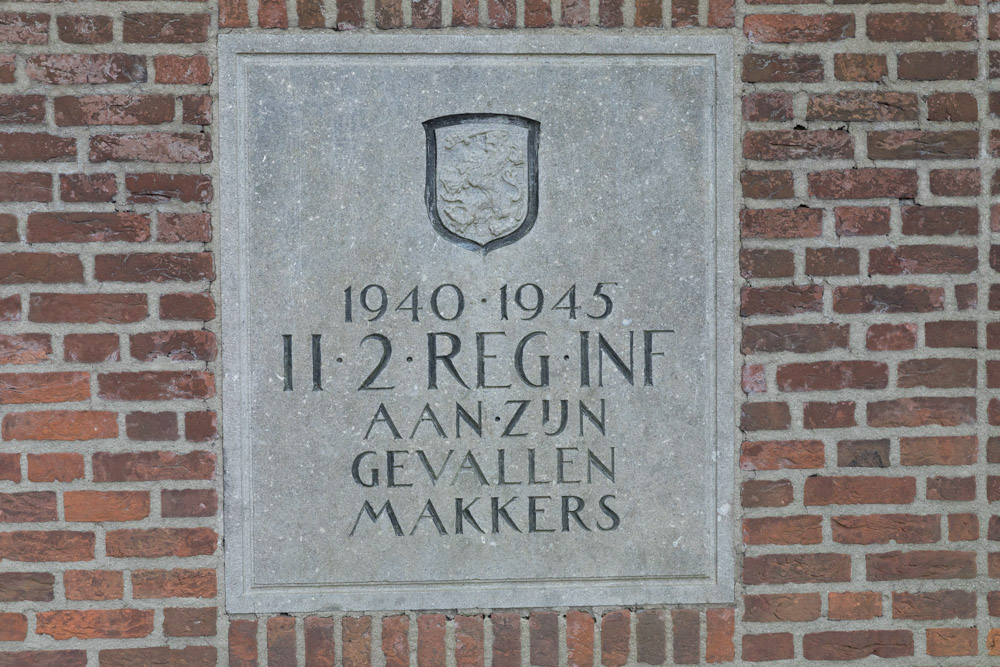 1940·1945
II·2·REG·INF
AAN·ZIJN
GEVALLEN
MAKKERS